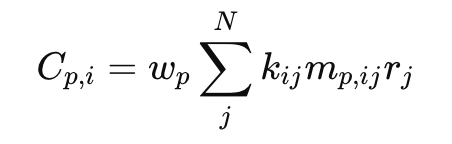 C_{p,i} = w_p \sum_{j}^{N} k_{ij} m_{p,ij} r_j